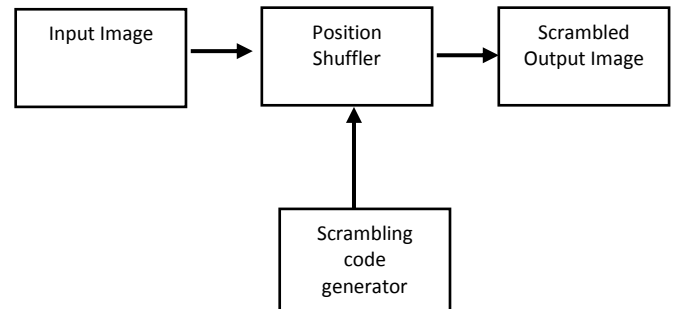 Input Image
Position
Shuffler
Scrambled
Output Image
Scrambling
code
generator